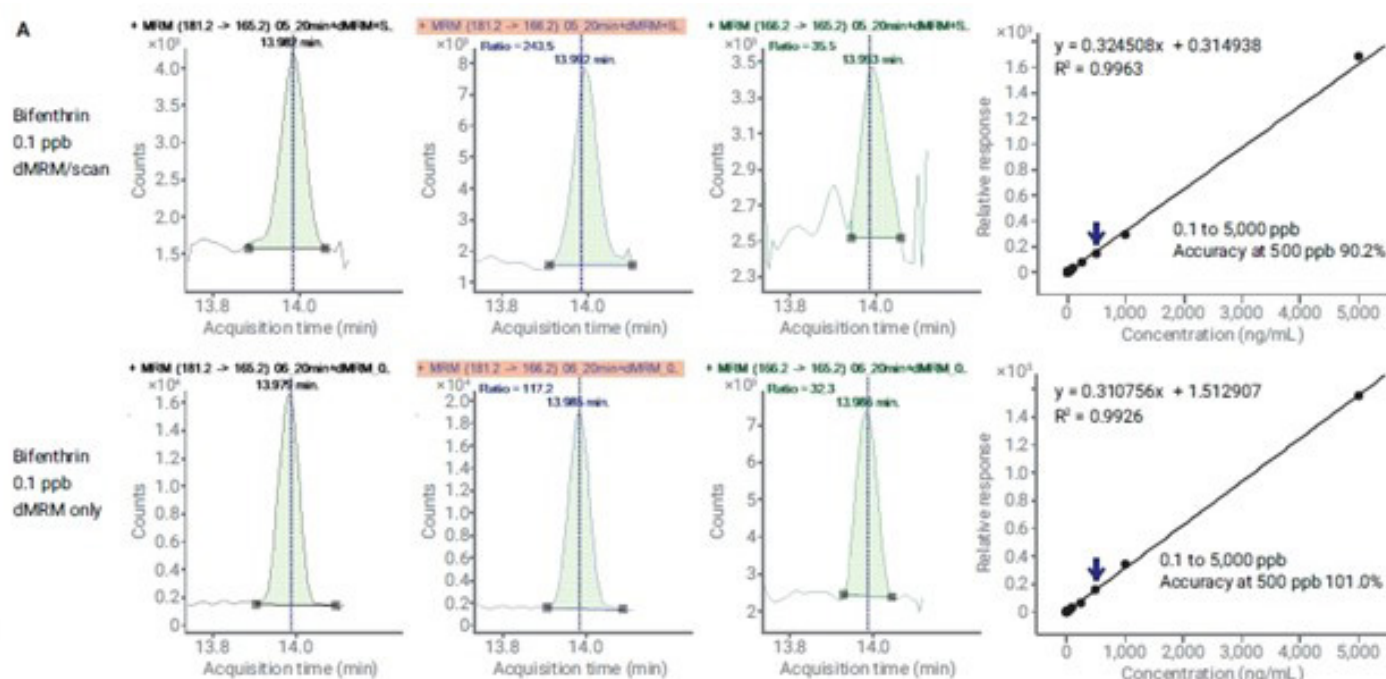 A
Bifenthrin
0.1 ppb
dMRM/scan
+ MRM (181.2 -> 165.2) 05_20min+dMRM+S..
×10³
13.982 min.
4.0
3.5
3.0
2.5
2.0
1.5
Counts
13.8
14.0
Acquisition time (min)
+ MRM (181.2 -> 166.2) 05_20min+dMRM+S..
×10³
Ratio = 243.5
13.992 min.
8
7
6
5
4
3
2
1
Counts
13.8
14.0
Acquisition time (min)
+ MRM (166.2 -> 165.2) 05_20min+dMRM+S..
×10³
Ratio = 35.5
13.993 min.
3.5
3.3
3.1
2.9
2.7
2.5
2.3
Counts
13.8
14.0
Acquisition time (min)
y = 0.324508x + 0.314938
R² = 0.9963
1.6
1.4
1.2
1.0
0.8
0.6
0.4
0.2
0
Relative response
0.1 to 5,000 ppb
Accuracy at 500 ppb 90.2%
0
1,000
2,000
3,000
4,000
5,000
Concentration (ng/mL)
Bifenthrin
0.1 ppb
dMRM only
+ MRM (181.2 -> 165.2) 06_20min+dMRM_0..
×10⁴
13.979 min.
1.6
1.4
1.2
1.0
0.8
0.6
0.4
0.2
0
Counts
13.8
14.0
Acquisition time (min)
+ MRM (181.2 -> 166.2) 06_20min+dMRM_0..
×10⁴
Ratio = 117.2
13.985 min.
2.0
1.8
1.6
1.4
1.2
1.0
0.8
0.6
0.4
0.2
0
Counts
13.8
14.0
Acquisition time (min)
+ MRM (166.2 -> 165.2) 06_20min+dMRM_0..
×10³
Ratio = 32.3
13.986 min.
7
6
5
4
3
2
Counts
13.8
14.0
Acquisition time (min)
×10³
y = 0.310756x + 1.512907
R² = 0.9926
1.6
1.4
1.2
1.0
0.8
0.6
0.4
0.2
0
Relative response
0.1 to 5,000 ppb
Accuracy at 500 ppb 101.0%
0
1,000
2,000
3,000
4,000
5,000
Concentration (ng/mL)